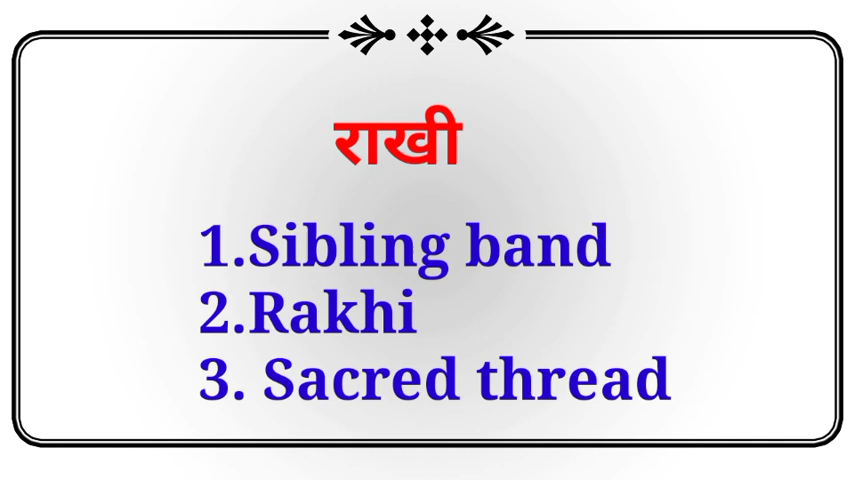 राखी
1.Sibling band
2.Rakhi
3. Sacred thread